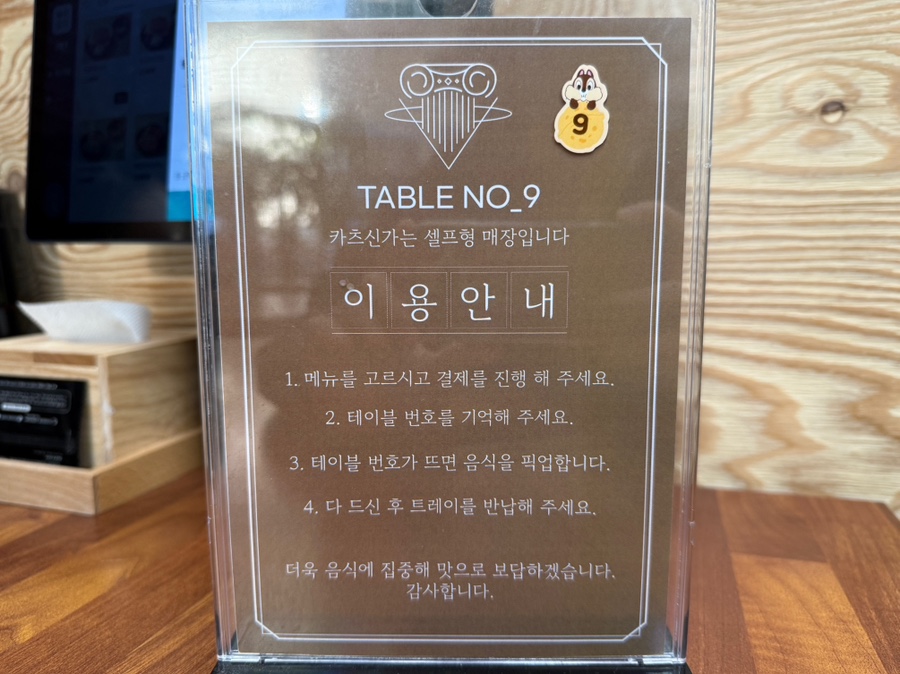 9
TABLE NO_9
카츠신가는 셀프형 매장입니다
이용안내
1. 메뉴를 고르시고 결제를 진행 해 주세요.
2. 테이블 번호를 기억해 주세요.
3. 테이블 번호가 뜨면 음식을 픽업합니다.
4. 다 드신 후 트레이를 반납해 주세요.
더욱 음식에 집중해 맛으로 보답하겠습니다.
감사합니다.